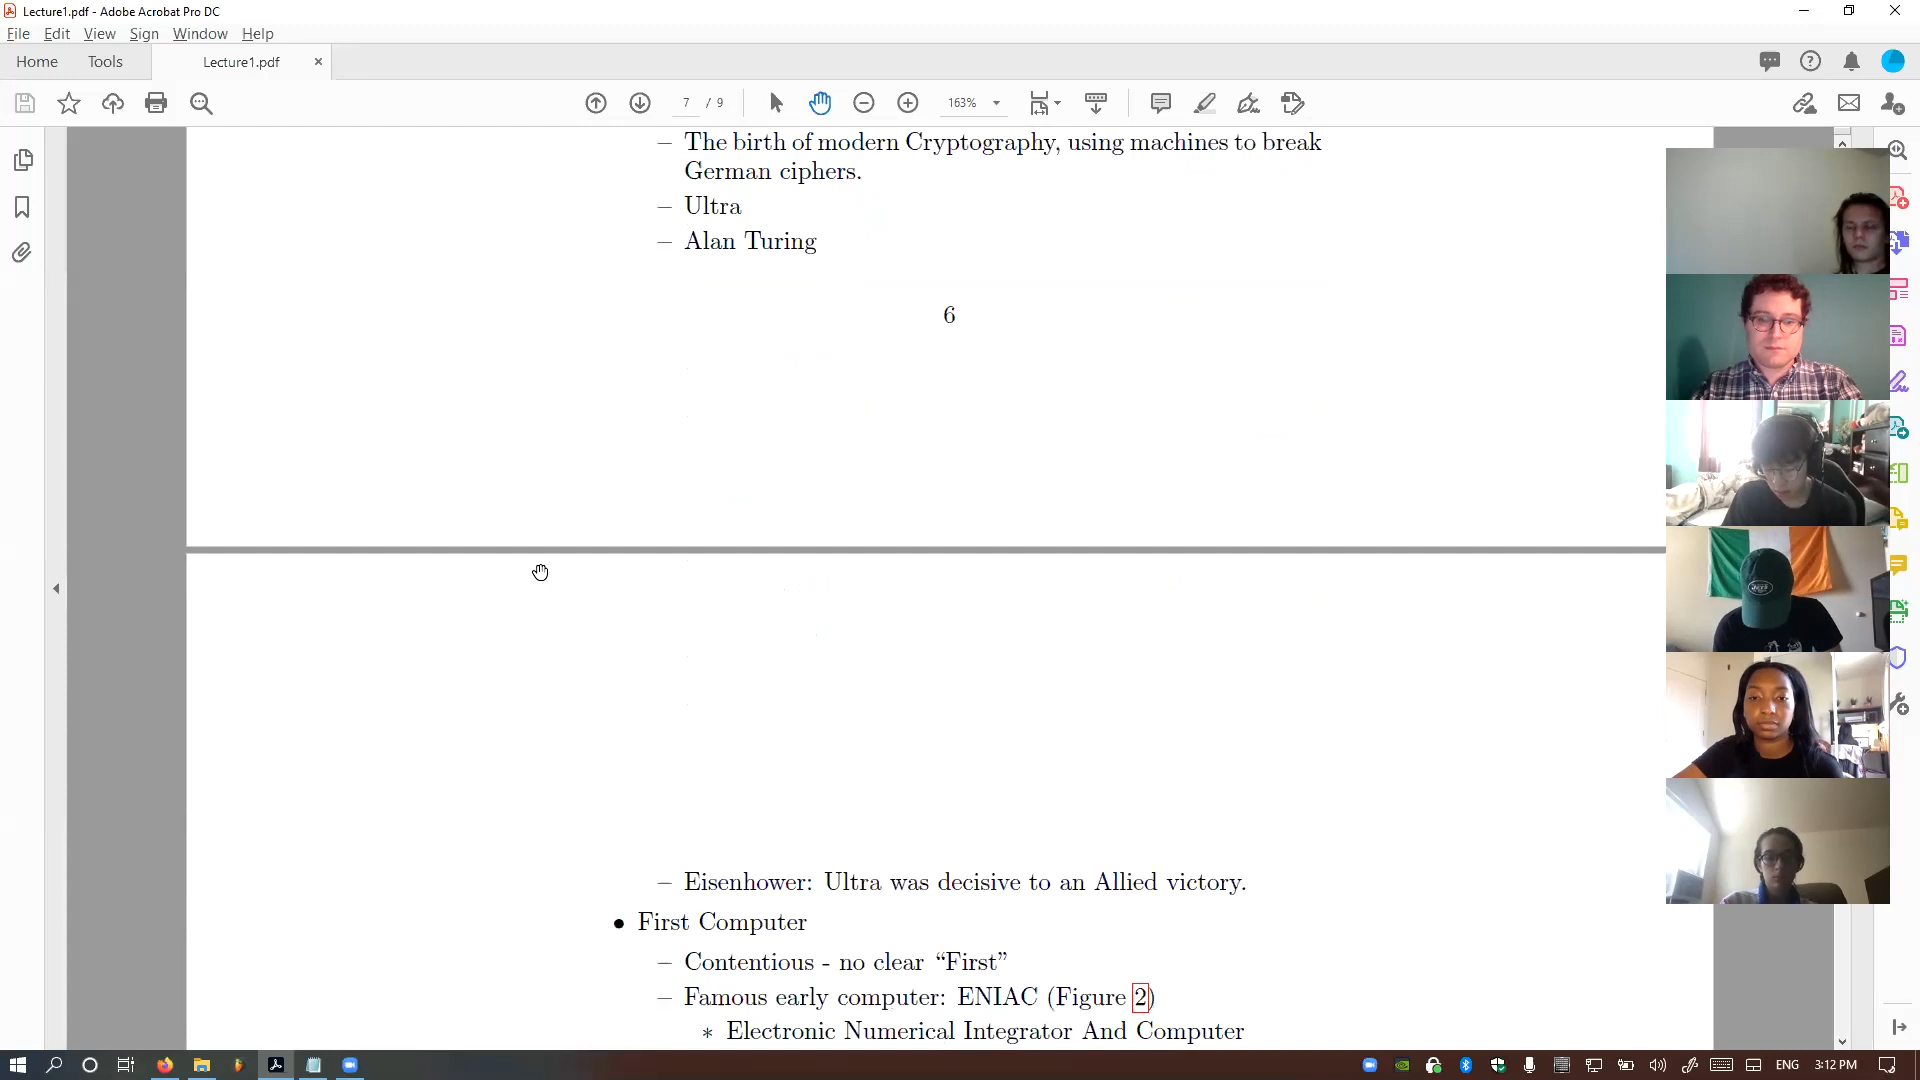 Lecture1.pdf - Adobe Acrobat Pro DC
File Edit View Sign Window Help
Home Tools Lecture1.pdf ×
7 / 9 163%
– The birth of modern Cryptography, using machines to break
German ciphers.
– Ultra
– Alan Turing
6
– Eisenhower: Ultra was decisive to an Allied victory.
• First Computer
– Contentious - no clear “First”
– Famous early computer: ENIAC (Figure 2)
∗ Electronic Numerical Integrator And Computer
JETS
ENG 3:12 PM